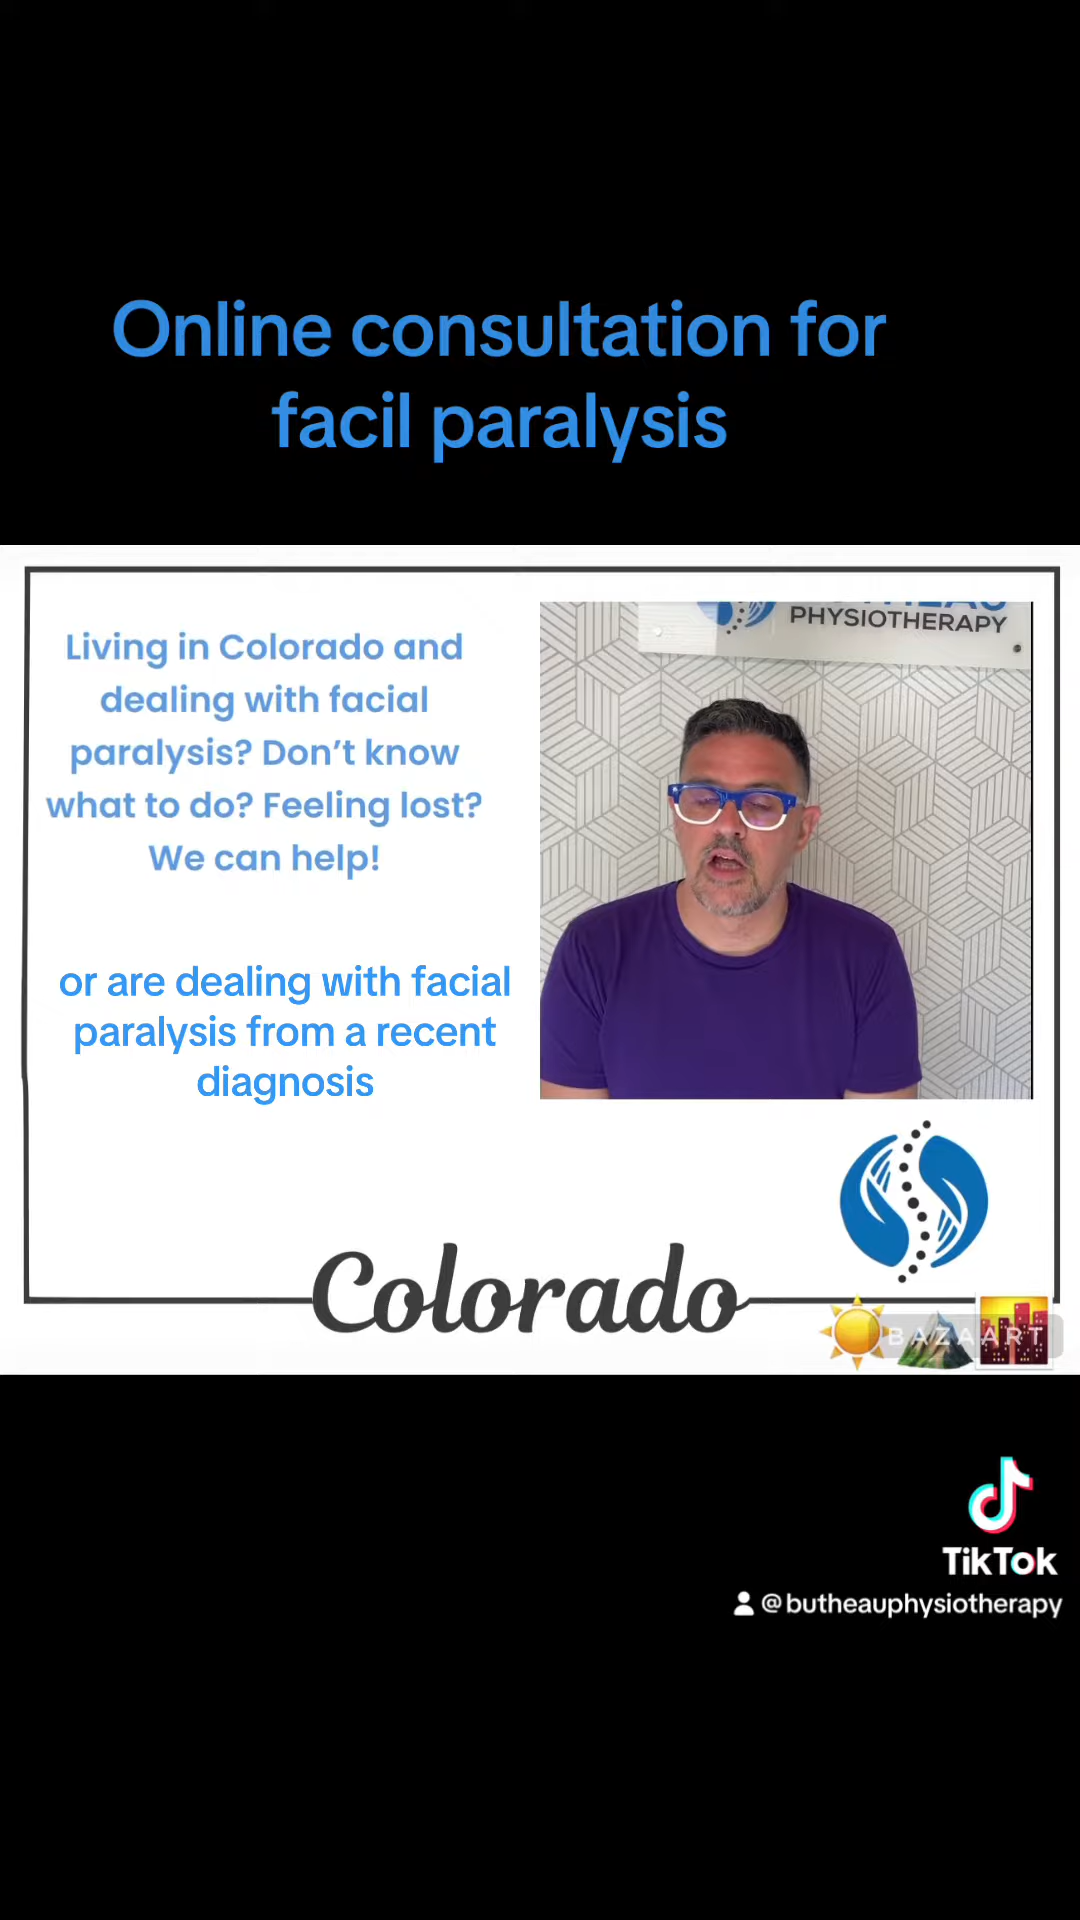 Online consultation for
facil paralysis
PHYSIOTHERAPY
Living in Colorado and
dealing with facial
paralysis? Don't know
what to do? Feeling lost?
We can help!
or are dealing with facial
paralysis from a recent
diagnosis
Colorado
BAZAART
TikTok
@butheauphysiotherapy